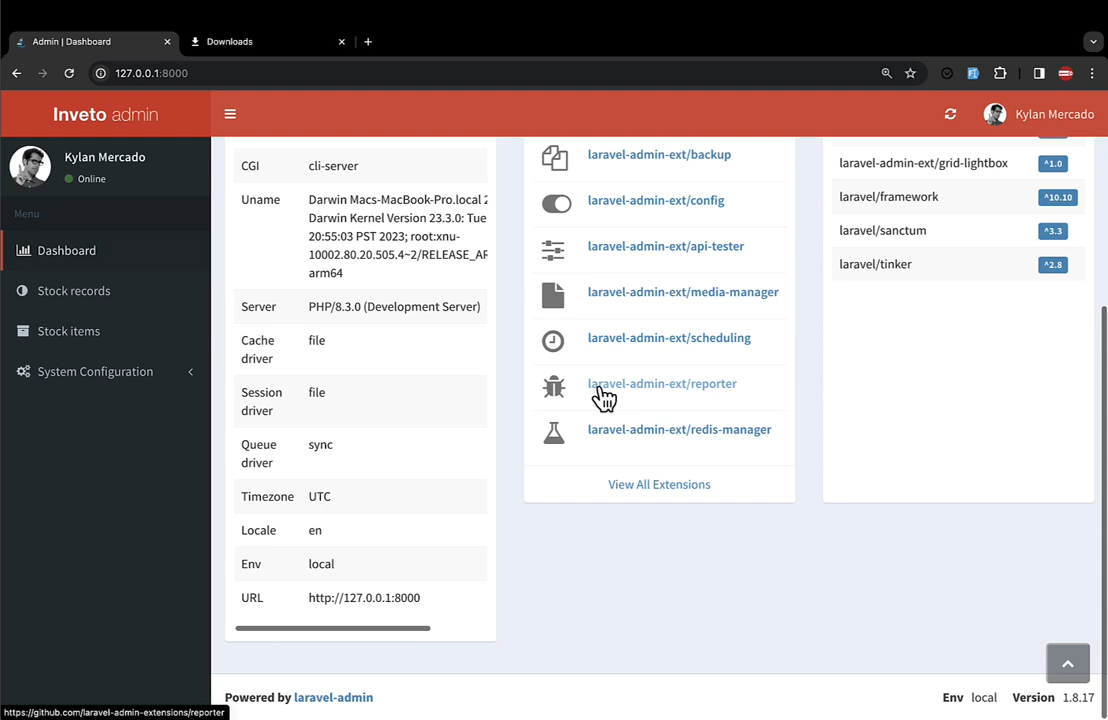 Admin | Dashboard
Downloads
127.0.0.1:8000
Inveto admin
Kylan Mercado
Kylan Mercado
Online
Menu
Dashboard
Stock records
Stock items
System Configuration
CGI cli-server
Uname Darwin Macs-MacBook-Pro.local 2
Darwin Kernel Version 23.3.0: Tue
20:55:03 PST 2023; root:xnu-
10002.80.20.505.4~2/RELEASE_AR
arm64
Server PHP/8.3.0 (Development Server)
Cache driver file
Session driver file
Queue driver sync
Timezone UTC
Locale en
Env local
URL http://127.0.0.1:8000
laravel-admin-ext/backup
laravel-admin-ext/config
laravel-admin-ext/api-tester
laravel-admin-ext/media-manager
laravel-admin-ext/scheduling
laravel-admin-ext/reporter
laravel-admin-ext/redis-manager
View All Extensions
laravel-admin-ext/grid-lightbox ^1.0
laravel/framework ^10.10
laravel/sanctum ^3.3
laravel/tinker ^2.8
Powered by laravel-admin
Env local Version 1.8.17
https://github.com/laravel-admin-extensions/reporter